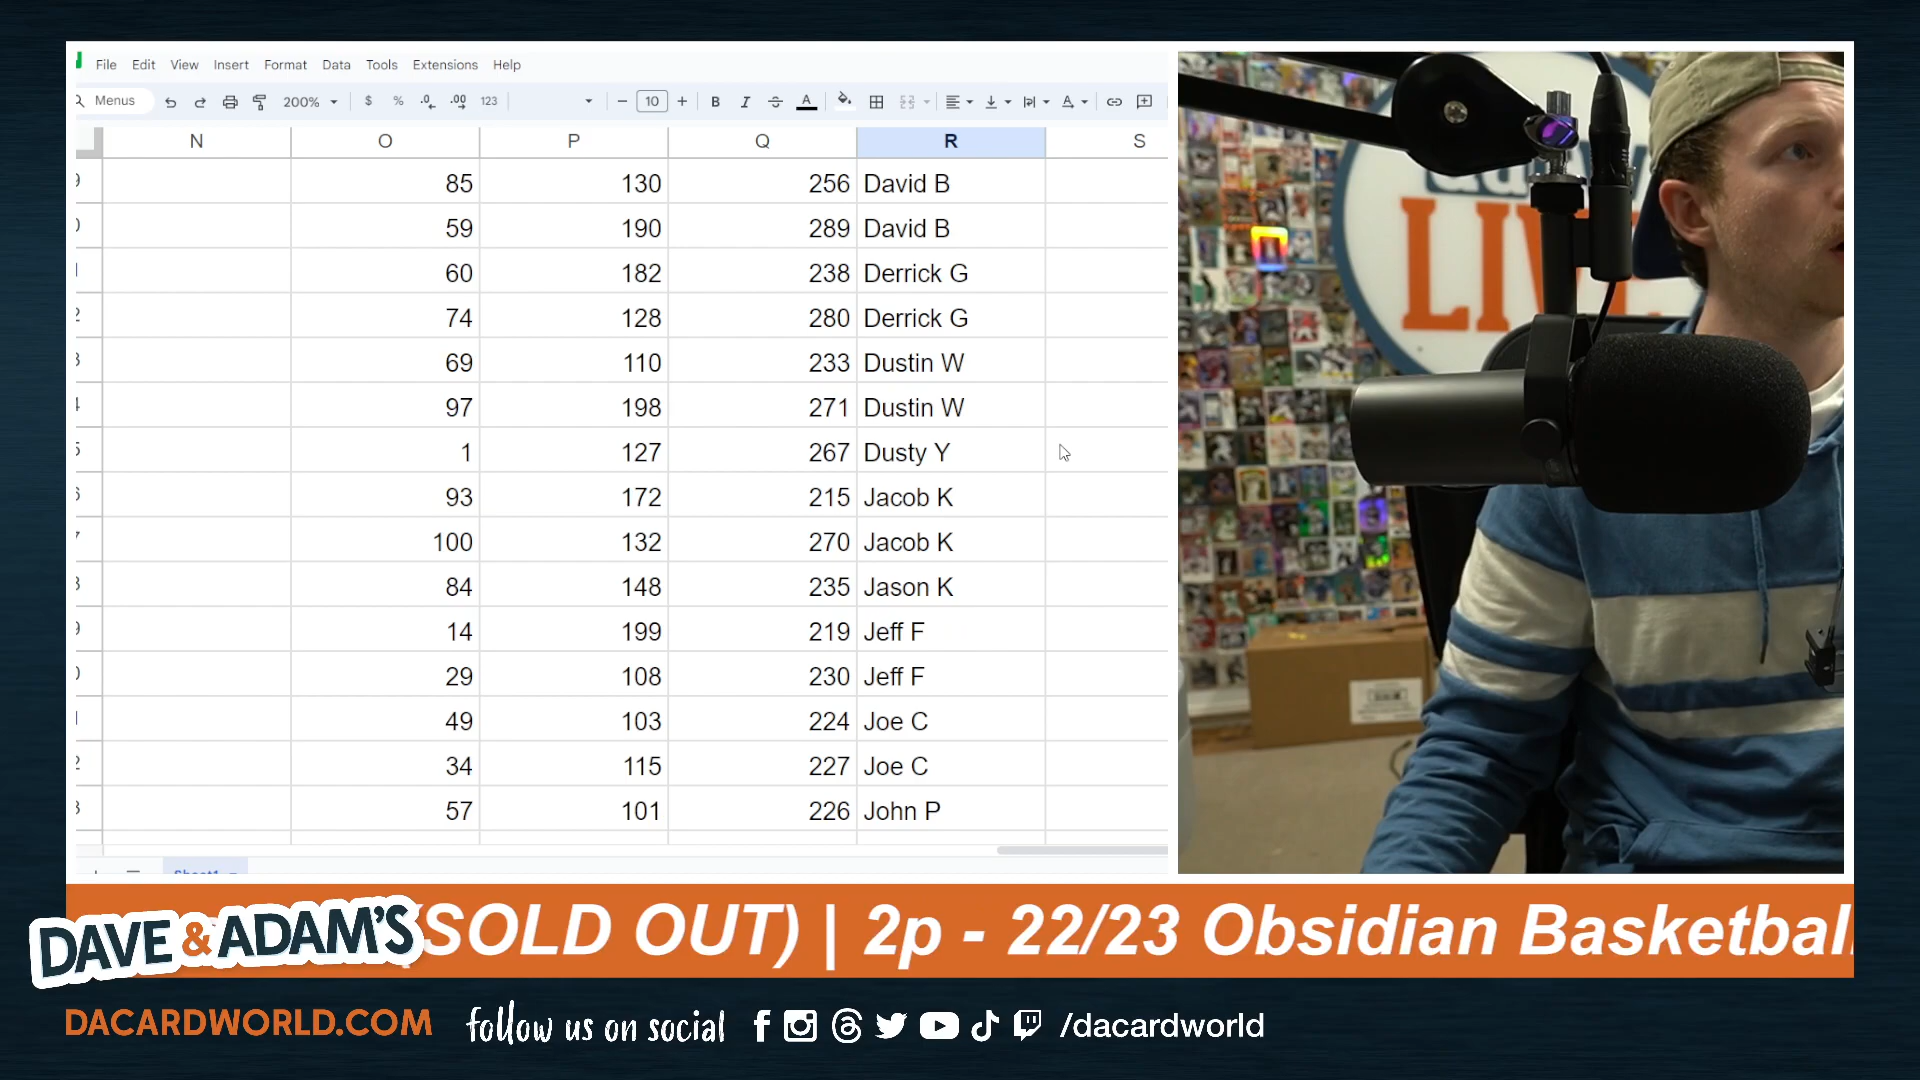 File Edit View Insert Format Data Tools Extensions Help
Menus 200% $ % .0 .00 123 10 B I A
N O P Q R S
85 130 256 David B
59 190 289 David B
60 182 238 Derrick G
74 128 280 Derrick G
69 110 233 Dustin W
97 198 271 Dustin W
1 127 267 Dusty Y
93 172 215 Jacob K
100 132 270 Jacob K
84 148 235 Jason K
14 199 219 Jeff F
29 108 230 Jeff F
49 103 224 Joe C
34 115 227 Joe C
57 101 226 John P
LIVE
DAVE & ADAM'S
(SOLD OUT) | 2p - 22/23 Obsidian Basketball
DACARDWORLD.COM follow us on social /dacardworld